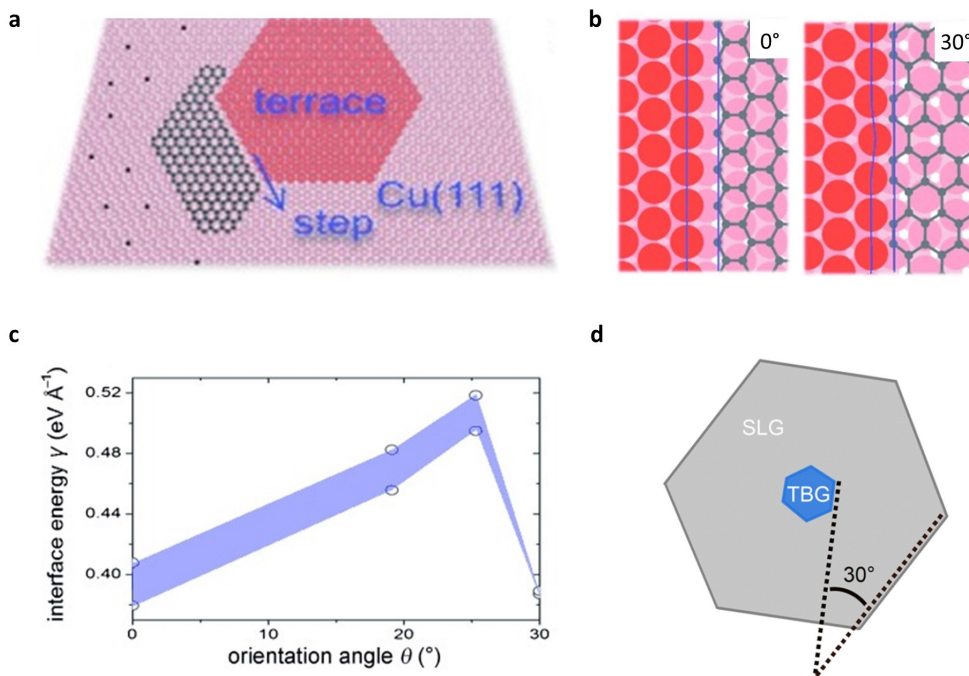 a
terrace
step
Cu(111)
b
0°
30°
c
interface energy γ (eV Å⁻¹)
0.52
0.48
0.44
0.40
0
10
20
30
orientation angle θ (°)
d
SLG
TBG
30°